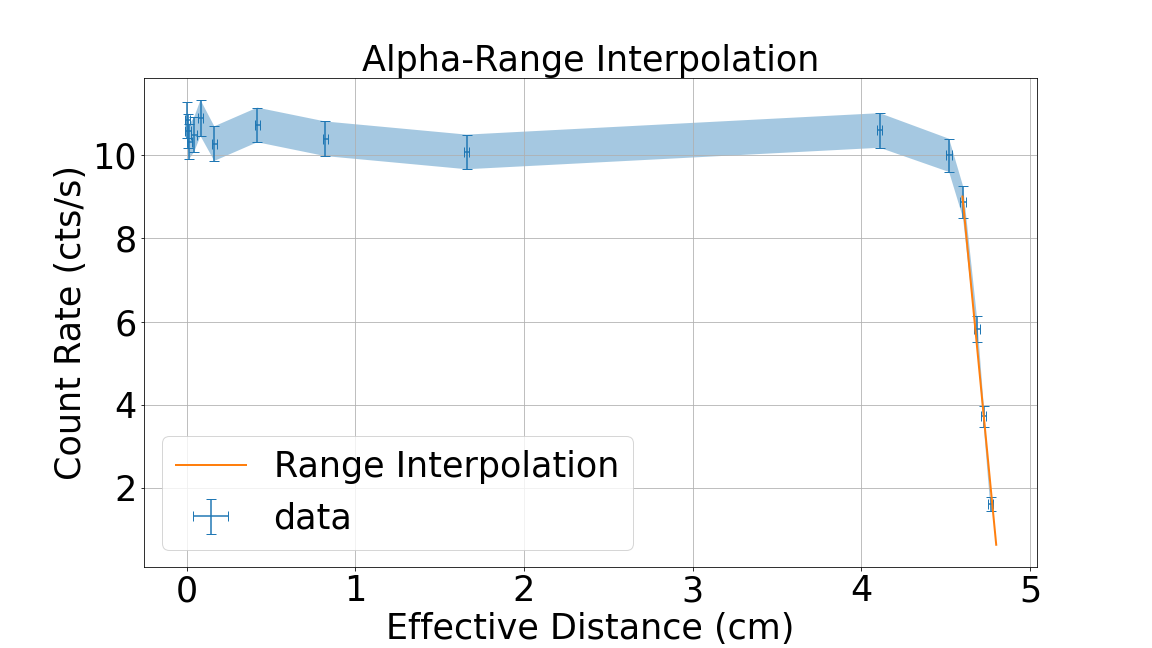 Alpha-Range Interpolation
Count Rate (cts/s)
10
8
6
4
2
Range Interpolation
data
0 1 2 3 4 5
Effective Distance (cm)